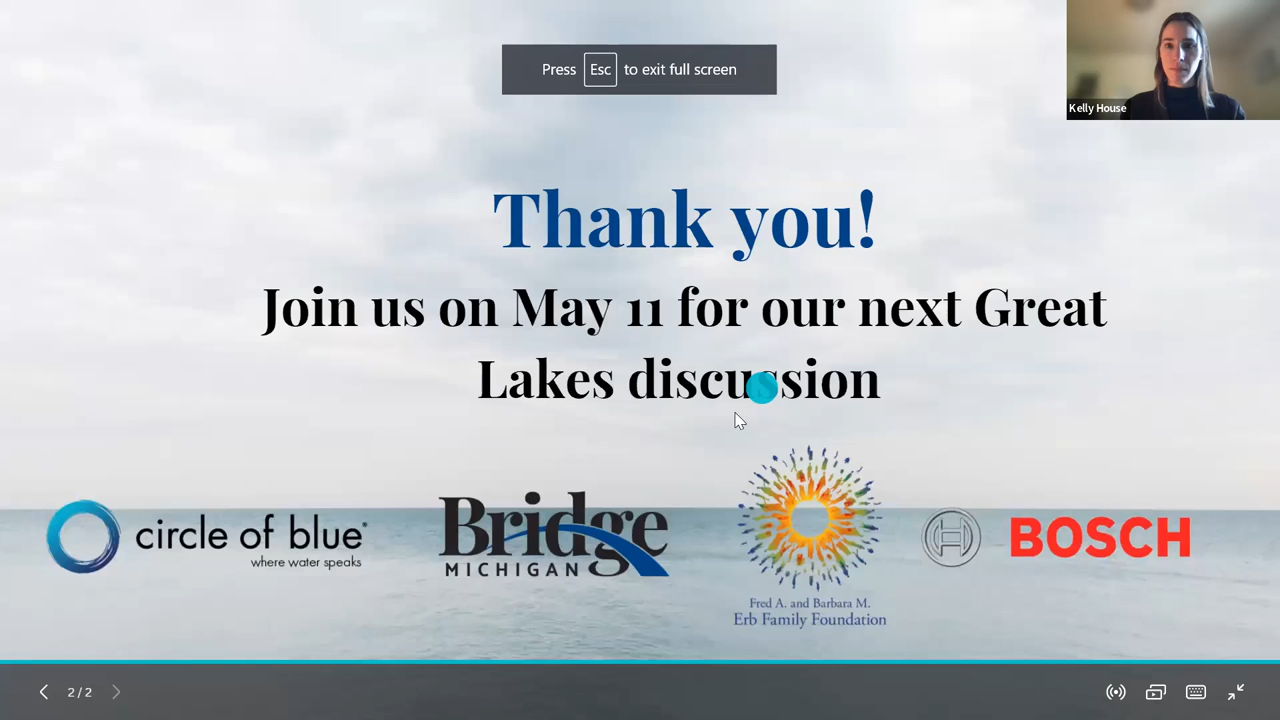 Press Esc to exit full screen
Kelly House
Thank you!
Join us on May 11 for our next Great
Lakes discussion
circle of blue®
where water speaks
Bridge
MICHIGAN
Fred A. and Barbara M.
Erb Family Foundation
BOSCH
2 / 2